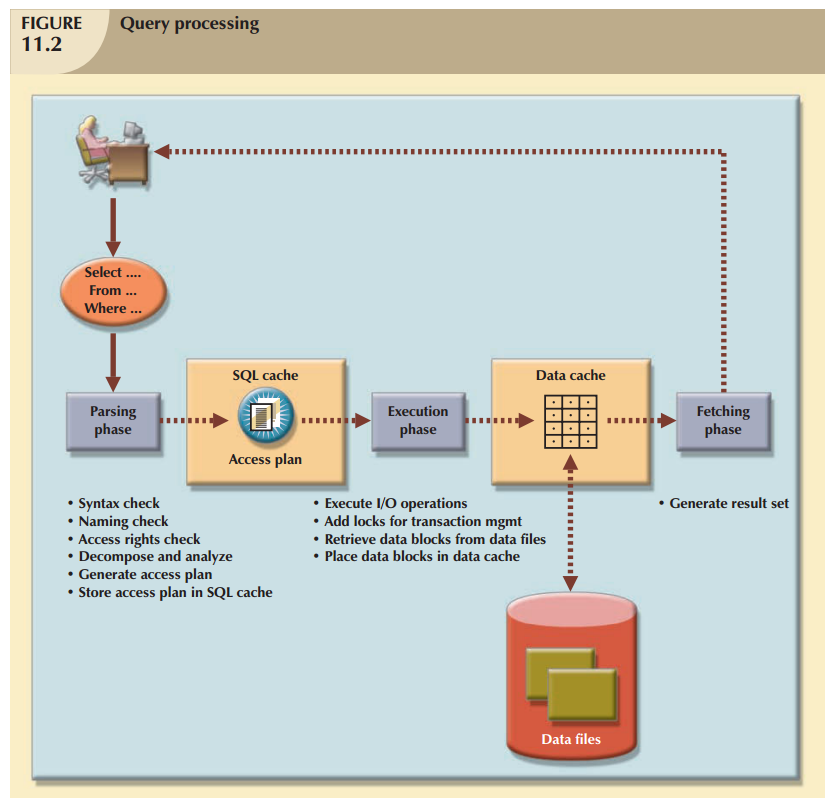 FIGURE
11.2
Query processing
Select ....
From ...
Where ...
SQL cache
Data cache
Parsing
phase
Execution
phase
Fetching
phase
Access plan
• Syntax check
• Naming check
• Access rights check
• Decompose and analyze
• Generate access plan
• Store access plan in SQL cache
• Execute I/O operations
• Add locks for transaction mgmt
• Retrieve data blocks from data files
• Place data blocks in data cache
• Generate result set
Data files